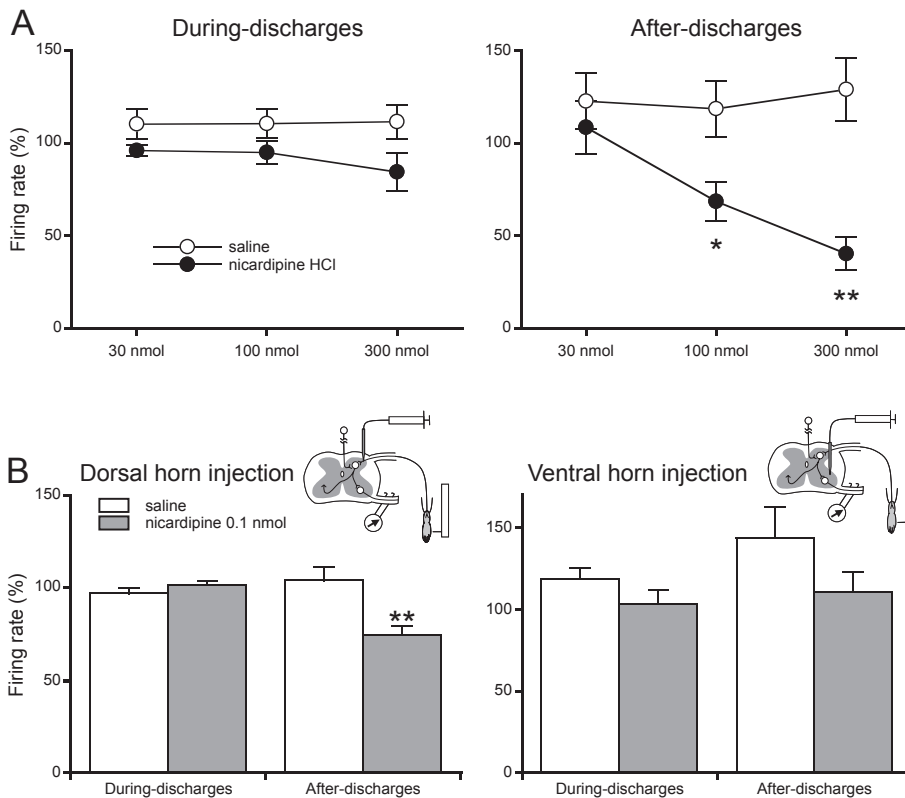 A
During-discharges
After-discharges
150
100
50
0
Firing rate (%)
saline
nicardipine HCl
30 nmol
100 nmol
300 nmol
150
100
50
0
*
**
30 nmol
100 nmol
300 nmol
B
Dorsal horn injection
Ventral horn injection
150
100
50
0
Firing rate (%)
saline
nicardipine 0.1 nmol
**
During-discharges
After-discharges
150
100
50
0
During-discharges
After-discharges